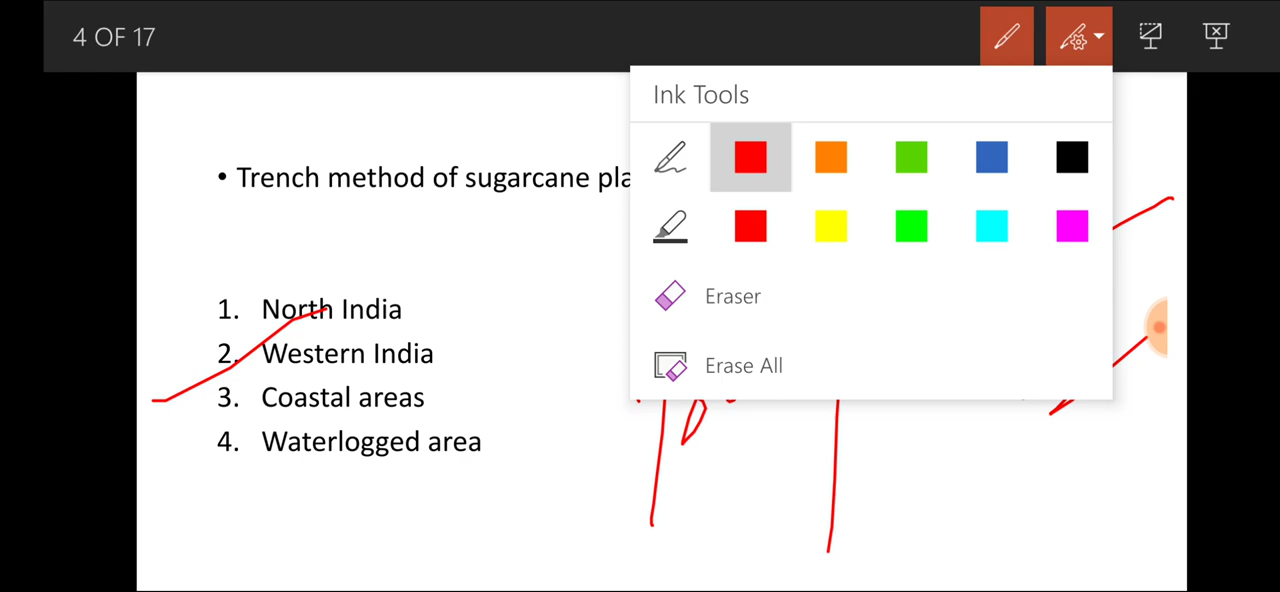 4 OF 17
Ink Tools
• Trench method of sugarcane pla
Eraser
Erase All
1. North India
2. Western India
3. Coastal areas
4. Waterlogged area